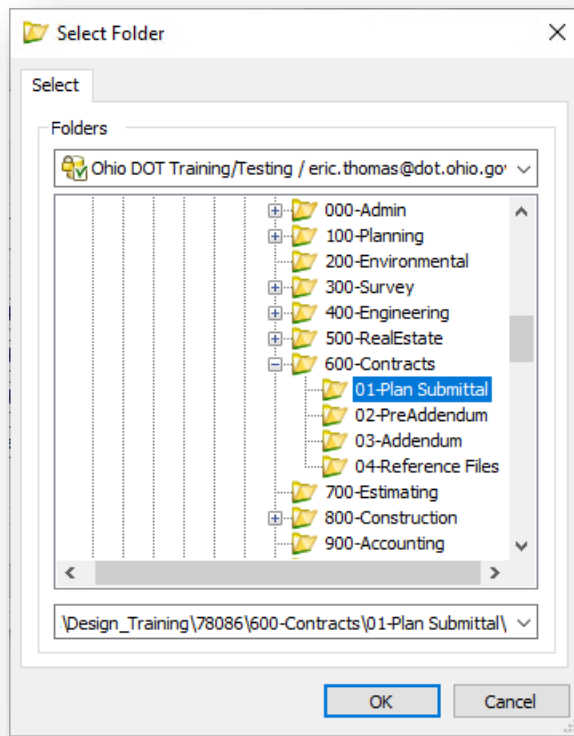 Select Folder
Select
Folders
Ohio DOT Training/Testing / eric.thomas@dot.ohio.go
000-Admin
100-Planning
200-Environmental
300-Survey
400-Engineering
500-RealEstate
600-Contracts
01-Plan Submittal
02-PreAddendum
03-Addendum
04-Reference Files
700-Estimating
800-Construction
900-Accounting
\Design_Training\78086\600-Contracts\01-Plan Submittal\
OK
Cancel